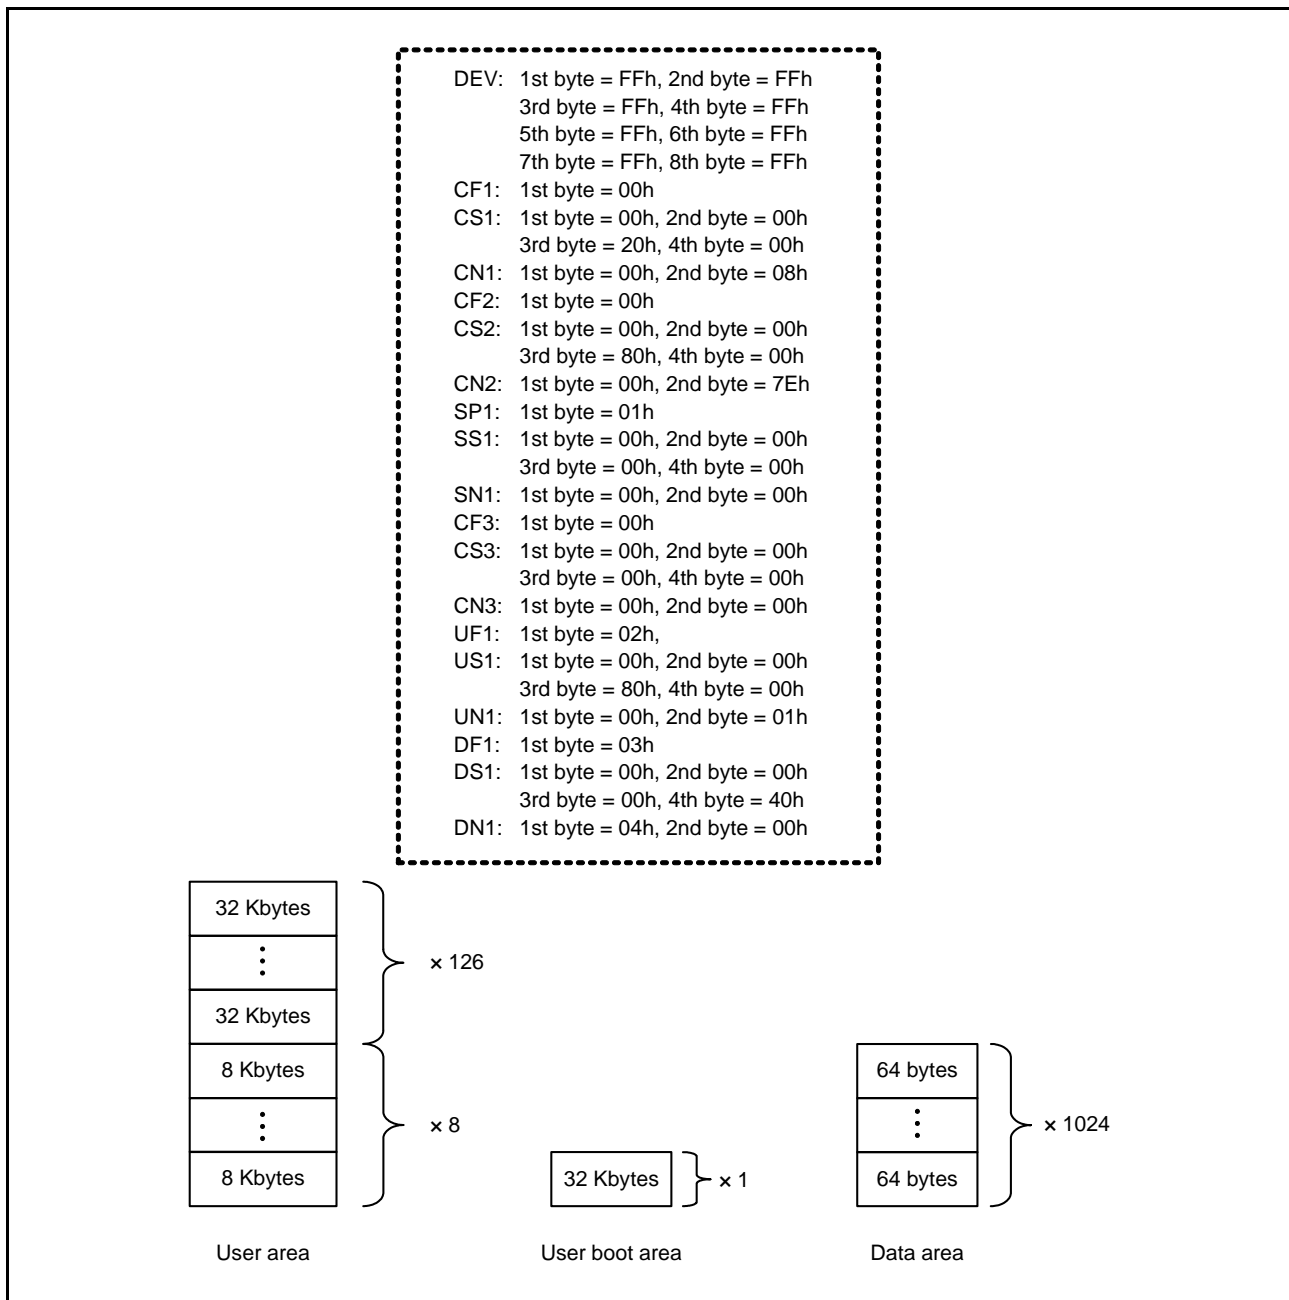 DEV: 1st byte = FFh, 2nd byte = FFh
3rd byte = FFh, 4th byte = FFh
5th byte = FFh, 6th byte = FFh
7th byte = FFh, 8th byte = FFh
CF1: 1st byte = 00h
CS1: 1st byte = 00h, 2nd byte = 00h
3rd byte = 20h, 4th byte = 00h
CN1: 1st byte = 00h, 2nd byte = 08h
CF2: 1st byte = 00h
CS2: 1st byte = 00h, 2nd byte = 00h
3rd byte = 80h, 4th byte = 00h
CN2: 1st byte = 00h, 2nd byte = 7Eh
SP1: 1st byte = 01h
SS1: 1st byte = 00h, 2nd byte = 00h
3rd byte = 00h, 4th byte = 00h
SN1: 1st byte = 00h, 2nd byte = 00h
CF3: 1st byte = 00h
CS3: 1st byte = 00h, 2nd byte = 00h
3rd byte = 00h, 4th byte = 00h
CN3: 1st byte = 00h, 2nd byte = 00h
UF1: 1st byte = 02h,
US1: 1st byte = 00h, 2nd byte = 00h
3rd byte = 80h, 4th byte = 00h
UN1: 1st byte = 00h, 2nd byte = 01h
DF1: 1st byte = 03h
DS1: 1st byte = 00h, 2nd byte = 00h
3rd byte = 00h, 4th byte = 40h
DN1: 1st byte = 04h, 2nd byte = 00h
32 Kbytes
× 126
32 Kbytes
8 Kbytes
× 8
8 Kbytes
User area
32 Kbytes
× 1
User boot area
64 bytes
× 1024
64 bytes
Data area